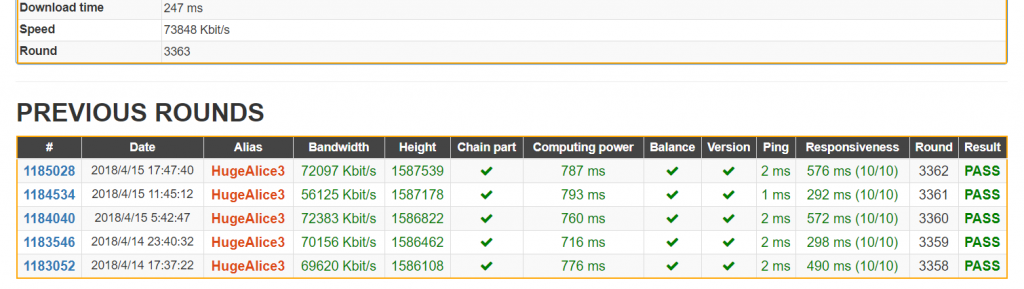 Download time 247 ms
Speed 73848 Kbit/s
Round 3363
PREVIOUS ROUNDS
# Date Alias Bandwidth Height Chain part Computing power Balance Version Ping Responsiveness Round Result
1185028 2018/4/15 17:47:40 HugeAlice3 72097 Kbit/s 1587539 ✔ 787 ms ✔ ✔ 2 ms 576 ms (10/10) 3362 PASS
1184534 2018/4/15 11:45:12 HugeAlice3 56125 Kbit/s 1587178 ✔ 793 ms ✔ ✔ 1 ms 292 ms (10/10) 3361 PASS
1184040 2018/4/15 5:42:47 HugeAlice3 72383 Kbit/s 1586822 ✔ 760 ms ✔ ✔ 2 ms 572 ms (10/10) 3360 PASS
1183546 2018/4/14 23:40:32 HugeAlice3 70156 Kbit/s 1586462 ✔ 716 ms ✔ ✔ 2 ms 298 ms (10/10) 3359 PASS
1183052 2018/4/14 17:37:22 HugeAlice3 69620 Kbit/s 1586108 ✔ 776 ms ✔ ✔ 2 ms 490 ms (10/10) 3358 PASS